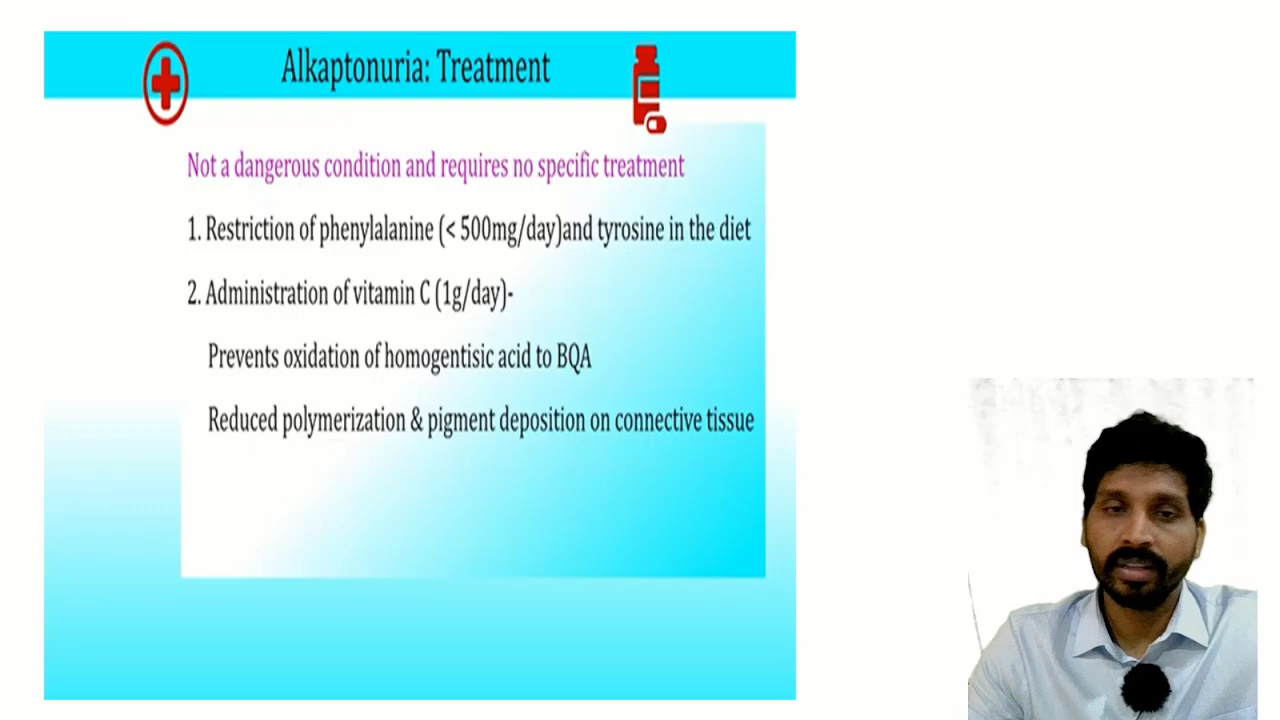 Alkaptonuria: Treatment
Not a dangerous condition and requires no specific treatment
1. Restriction of phenylalanine (< 500mg/day)and tyrosine in the diet
2. Administration of vitamin C (1g/day)-
Prevents oxidation of homogentisic acid to BQA
Reduced polymerization & pigment deposition on connective tissue